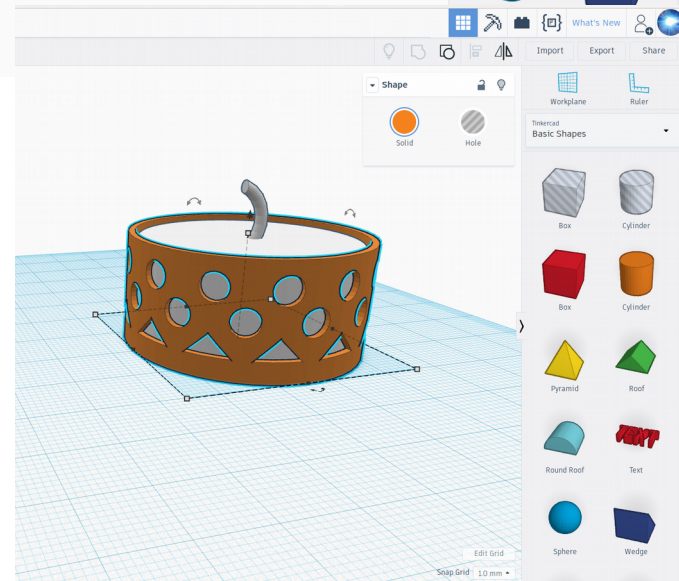 What's New
Import Export Share
Shape
Solid Hole
Workplane Ruler
Tinkercad
Basic Shapes
Box Cylinder
Box Cylinder
Pyramid Roof
TEXT
Round Roof Text
Sphere Wedge
Edit Grid
Snap Grid 1.0 mm